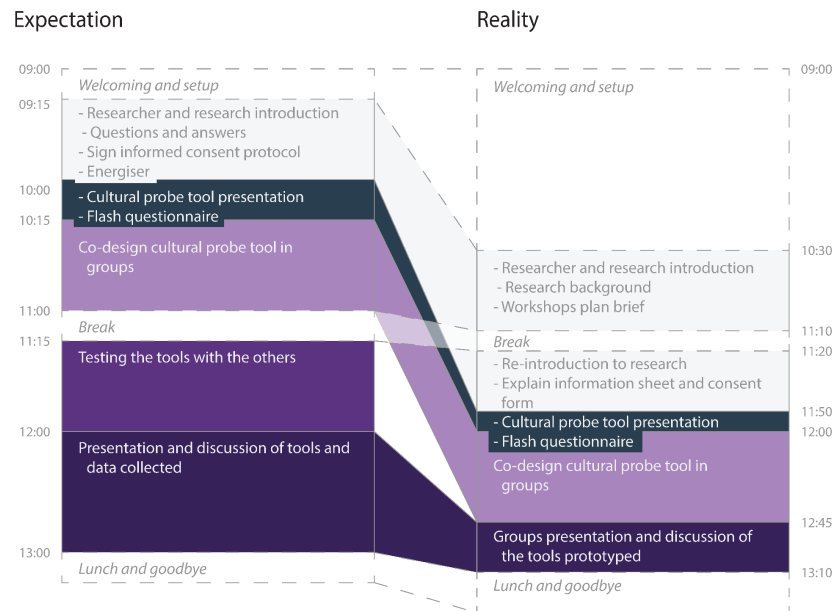 Expectation
09:00
Welcoming and setup
09:15
- Researcher and research introduction
- Questions and answers
- Sign informed consent protocol
- Energiser
10:00
- Cultural probe tool presentation
- Flash questionnaire
10:15
Co-design cultural probe tool in
groups
11:00
Break
11:15
Testing the tools with the others
12:00
Presentation and discussion of tools and
data collected
13:00
Lunch and goodbye
Reality
09:00
Welcoming and setup
10:30
- Researcher and research introduction
- Research background
- Workshops plan brief
11:10
Break
11:20
- Re-introduction to research
- Explain information sheet and consent
form
11:50
- Cultural probe tool presentation
- Flash questionnaire
12:00
Co-design cultural probe tool in
groups
12:45
Groups presentation and discussion of
the tools prototyped
13:10
Lunch and goodbye